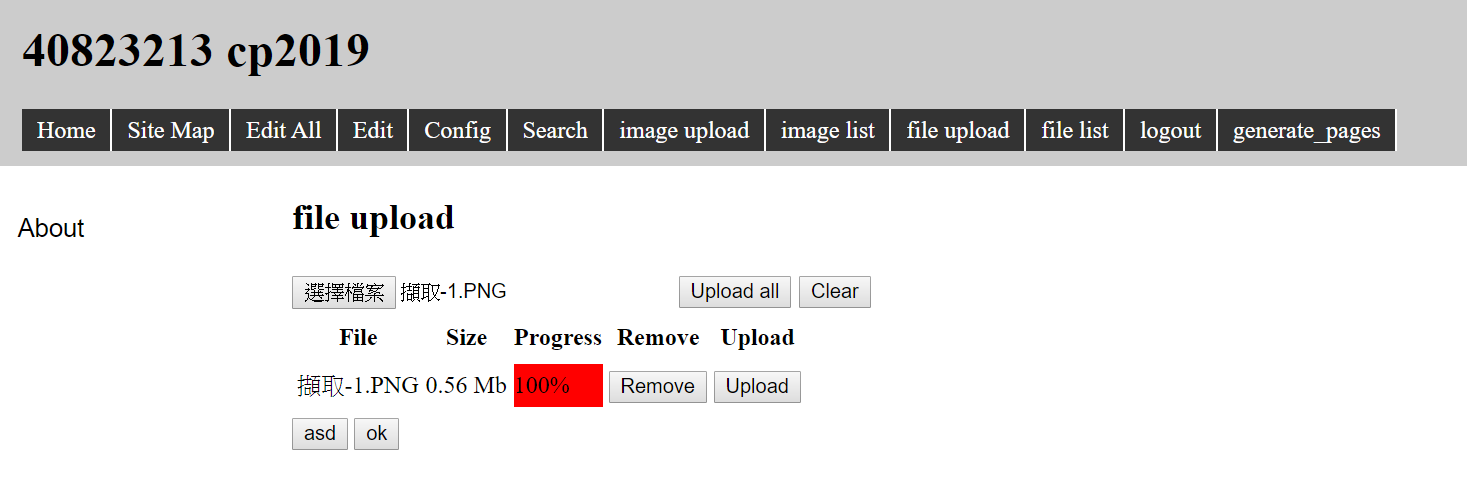 40823213 cp2019
Home Site Map Edit All Edit Config Search image upload image list file upload file list logout generate_pages
About
file upload
選擇檔案 擷取-1.PNG Upload all Clear
File Size Progress Remove Upload
擷取-1.PNG 0.56 Mb 100% Remove Upload
asd ok